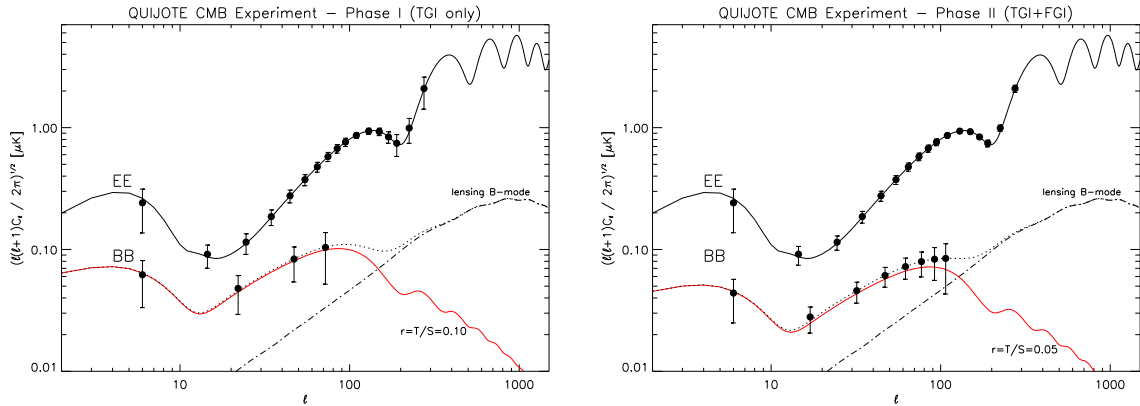 QUIJOTE CMB Experiment – Phase I (TGI only)
(ℓ(ℓ+1)Cℓ / 2π)^1/2 [μK]
1.00
0.10
0.01
EE
BB
lensing B-mode
r=T/S=0.10
10
100
1000
ℓ
QUIJOTE CMB Experiment – Phase II (TGI+FGI)
(ℓ(ℓ+1)Cℓ / 2π)^1/2 [μK]
1.00
0.10
0.01
EE
BB
lensing B-mode
r=T/S=0.05
10
100
1000
ℓ